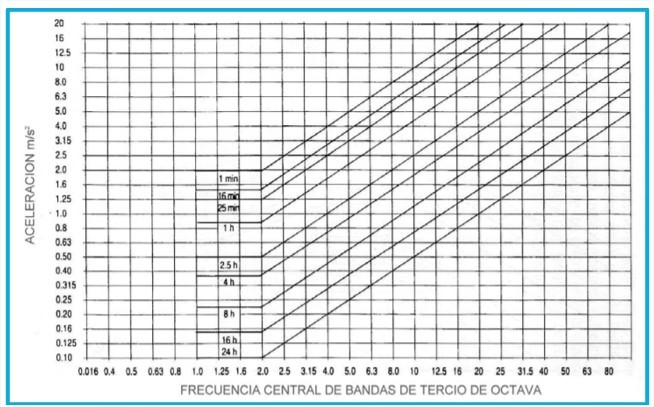 20
16
12.5
10
8.0
6.3
5.0
4.0
3.15
2.5
2.0
1.6
1.25
1.0
0.8
0.63
0.50
0.40
0.315
0.25
0.20
0.16
0.125
0.10
ACELERACION m/s²
1 min
16 min
25 min
1 h
2.5 h
4 h
8 h
16 h
24 h
0.016 0.4 0.5 0.63 0.8 1.0 1.25 1.6 2.0 2.5 3.15 4.0 5.0 6.3 8.0 10 12.5 16 20 25 31.5 40 50 63 80
FRECUENCIA CENTRAL DE BANDAS DE TERCIO DE OCTAVA